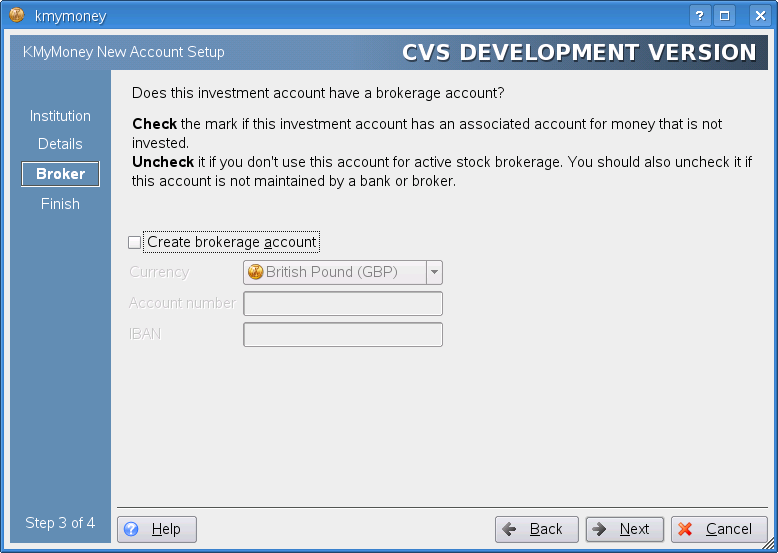 kmymoney
KMyMoney New Account Setup
CVS DEVELOPMENT VERSION
Institution
Details
Broker
Finish
Does this investment account have a brokerage account?
Check the mark if this investment account has an associated account for money that is not
invested.
Uncheck it if you don't use this account for active stock brokerage. You should also uncheck it if
this account is not maintained by a bank or broker.
Create brokerage account
Currency
British Pound (GBP)
Account number
IBAN
Step 3 of 4
Help
Back
Next
Cancel